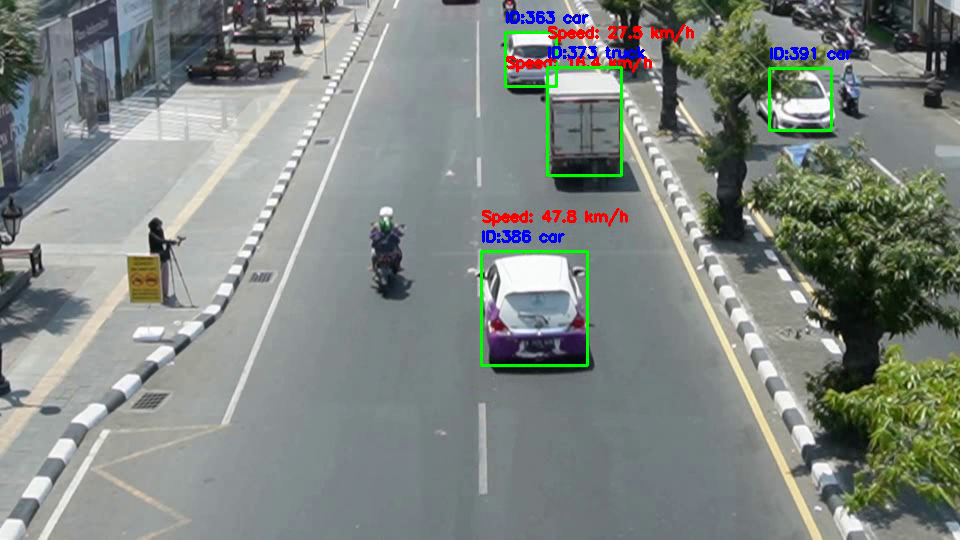 ID:363 car
Speed: 27.5 km/h
ID:373 truck
Speed: 16.4 km/h
ID:391 car
Speed: 47.8 km/h
ID:386 car